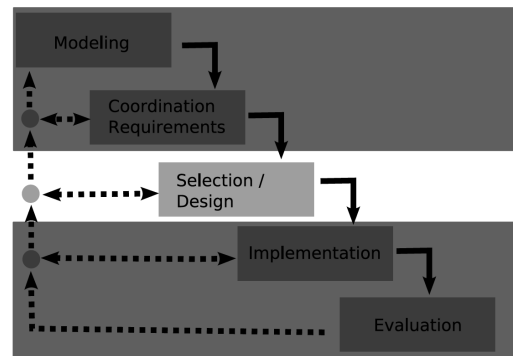 Modeling
Coordination
Requirements
Selection /
Design
Implementation
Evaluation